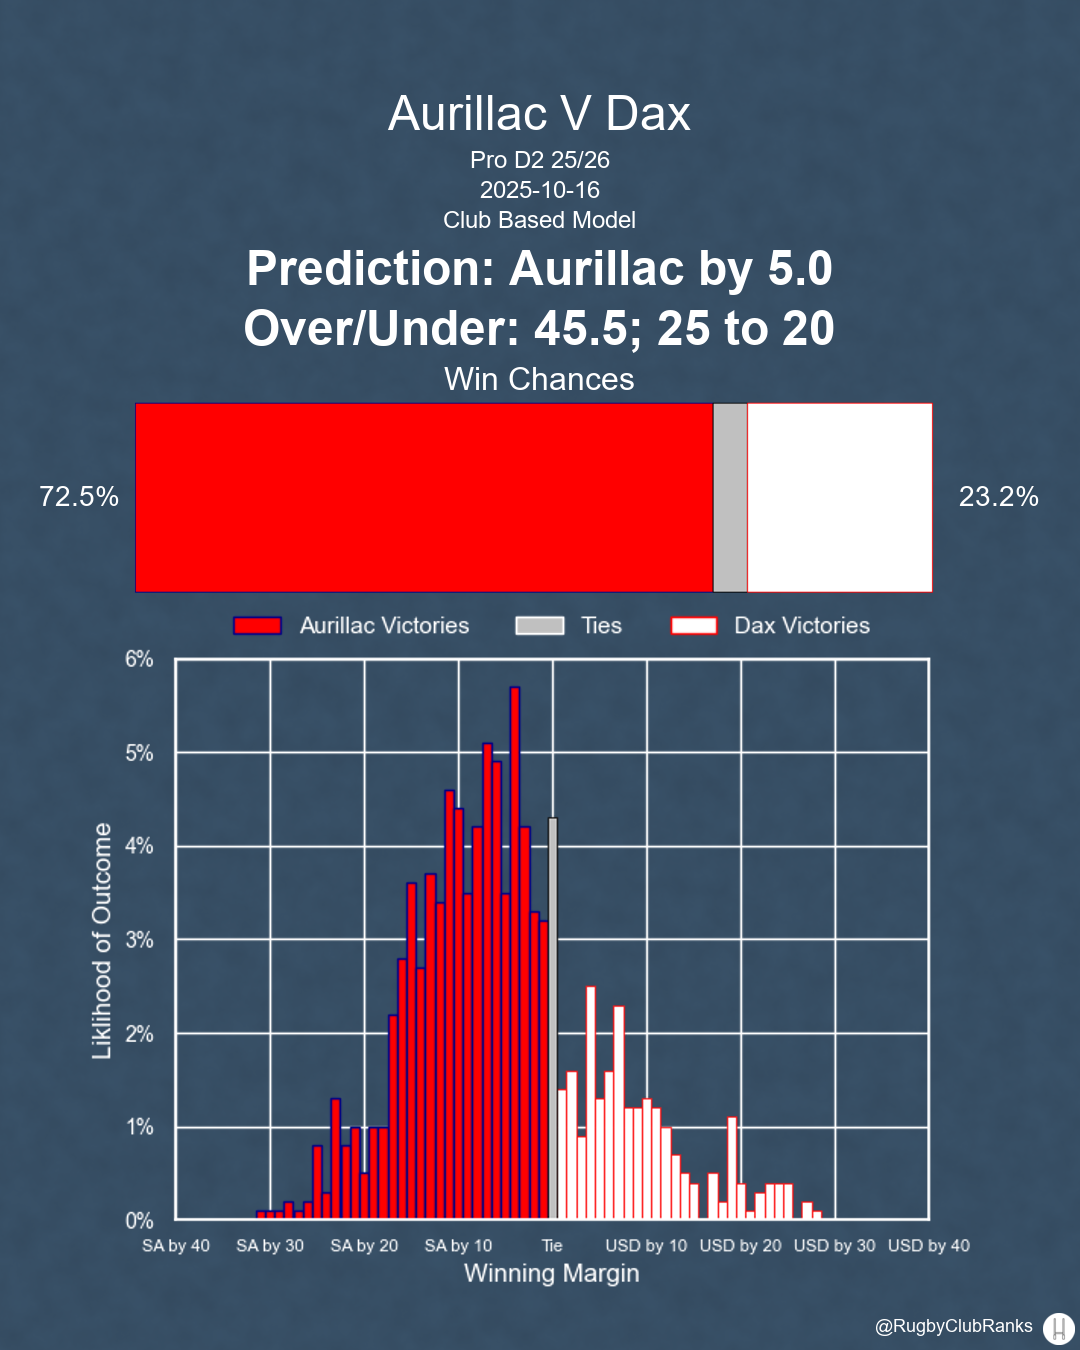 Aurillac V Dax
Pro D2 25/26
2025-10-16
Club Based Model
Prediction: Aurillac by 5.0
Over/Under: 45.5; 25 to 20
Win Chances
72.5%
23.2%
Aurillac Victories
Ties
Dax Victories
6%
5%
4%
3%
2%
1%
0%
Liklihood of Outcome
SA by 40
SA by 30
SA by 20
SA by 10
Tie
USD by 10
USD by 20
USD by 30
USD by 40
Winning Margin
@RugbyClubRanks